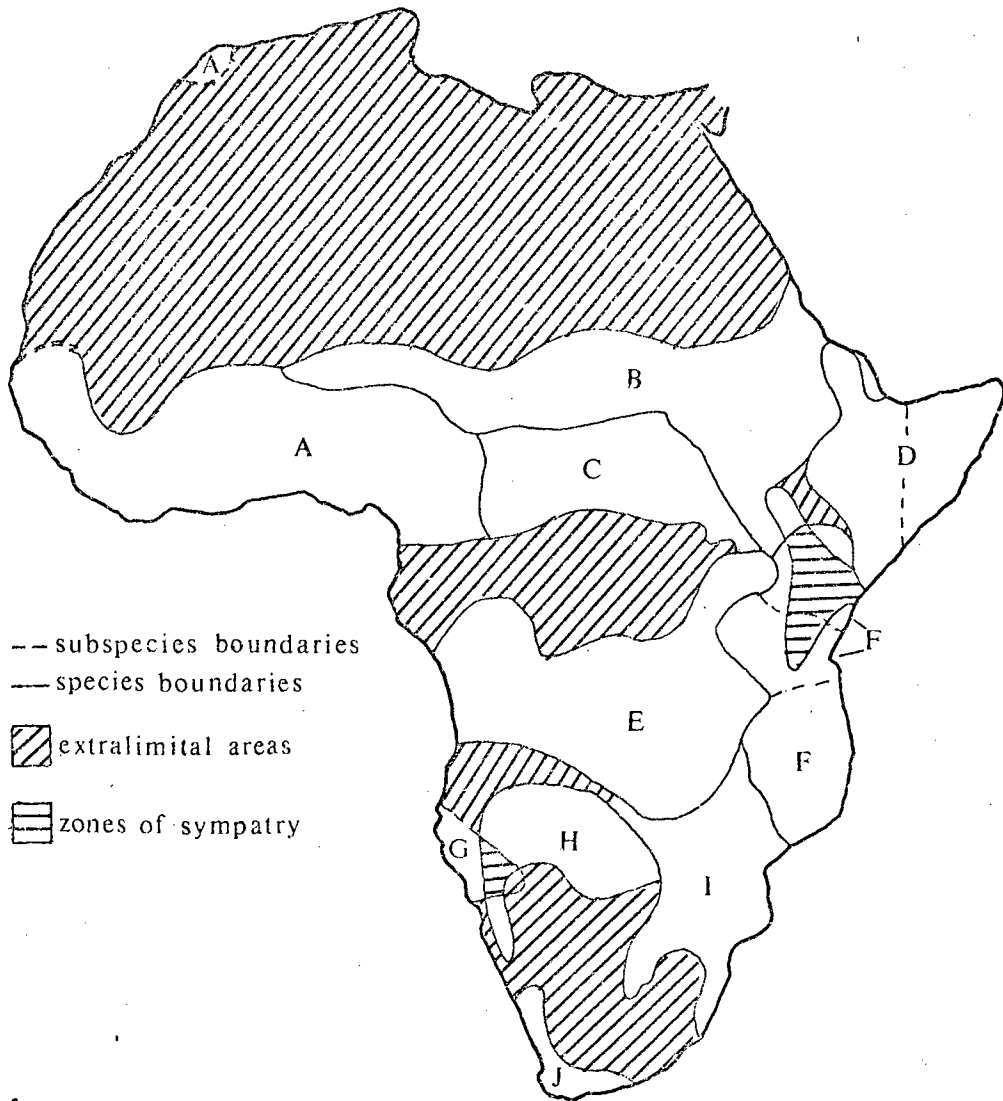 A
B
A
C
D
F
E
F
G
H
I
J
subspecies boundaries
species boundaries
extralimital areas
zones of sympatry